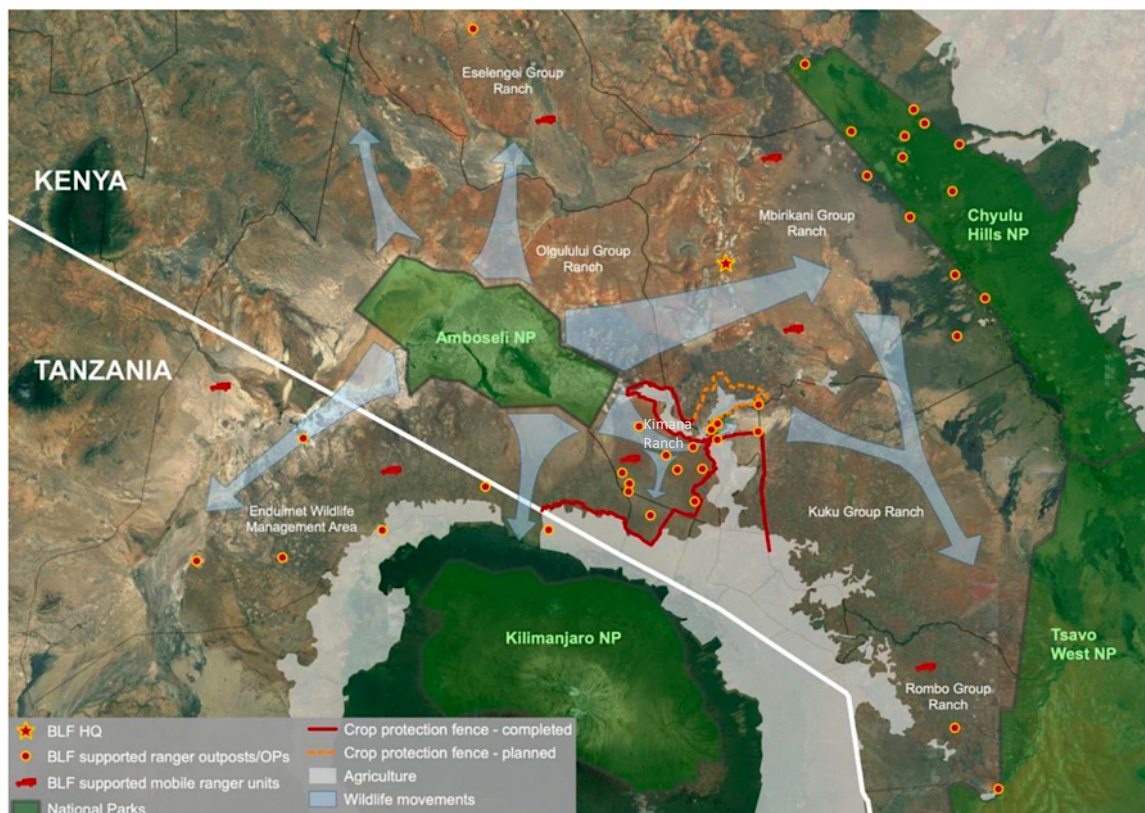 Eselengei Group
Ranch
KENYA
Mbirikani Group
Ranch
Chyulu
Hills NP
Olgululul Group
Ranch
Amboseli NP
TANZANIA
Kimana
Ranch
Enduimet Wildlife
Management Area
Kuku Group Ranch
Kilimanjaro NP
Tsavo
West NP
Rombo Group
Ranch
BLF HQ
BLF supported ranger outposts/OPs
BLF supported mobile ranger units
National Parks
Crop protection fence - completed
Crop protection fence - planned
Agriculture
Wildlife movements